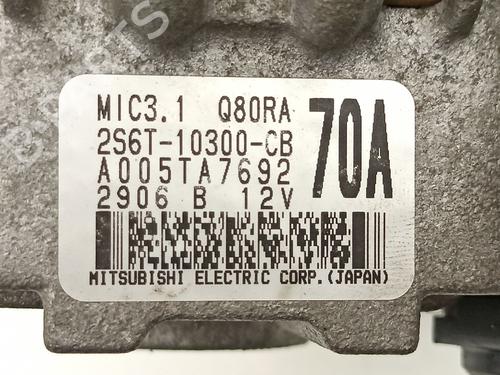 MIC3.1 Q80RA
70A
2S6T-10300-CB
A005TA7692
2906 B 12V
MITSUBISHI ELECTRIC CORP.(JAPAN)